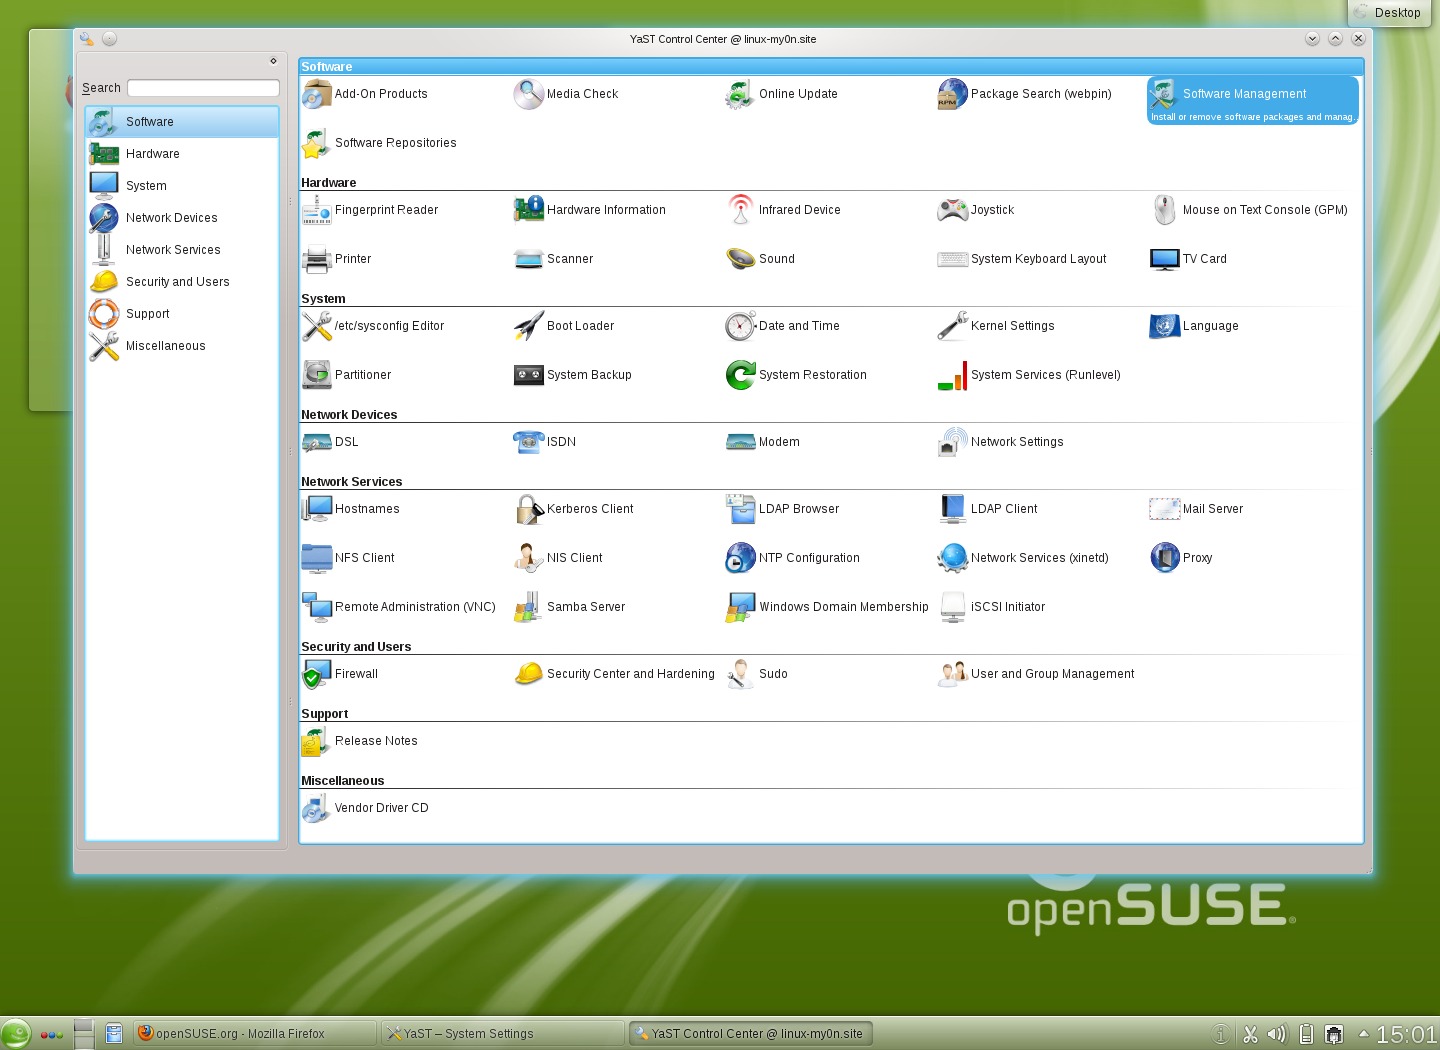 Desktop
YaST Control Center @ linux-my0n.site
Search
Software
Hardware
System
Network Devices
Network Services
Security and Users
Support
Miscellaneous
Software
Add-On Products
Media Check
Online Update
Package Search (webpin)
Software Management
Install or remove software packages and manag...
Software Repositories
Hardware
Fingerprint Reader
Hardware Information
Infrared Device
Joystick
Mouse on Text Console (GPM)
Printer
Scanner
Sound
System Keyboard Layout
TV Card
System
/etc/sysconfig Editor
Boot Loader
Date and Time
Kernel Settings
Language
Partitioner
System Backup
System Restoration
System Services (Runlevel)
Network Devices
DSL
ISDN
Modem
Network Settings
Network Services
Hostnames
Kerberos Client
LDAP Browser
LDAP Client
Mail Server
NFS Client
NIS Client
NTP Configuration
Network Services (xinetd)
Proxy
Remote Administration (VNC)
Samba Server
Windows Domain Membership
iSCSI Initiator
Security and Users
Firewall
Security Center and Hardening
Sudo
User and Group Management
Support
Release Notes
Miscellaneous
Vendor Driver CD
openSUSE
openSUSE.org - Mozilla Firefox
YaST – System Settings
YaST Control Center @ linux-my0n.site
15:01